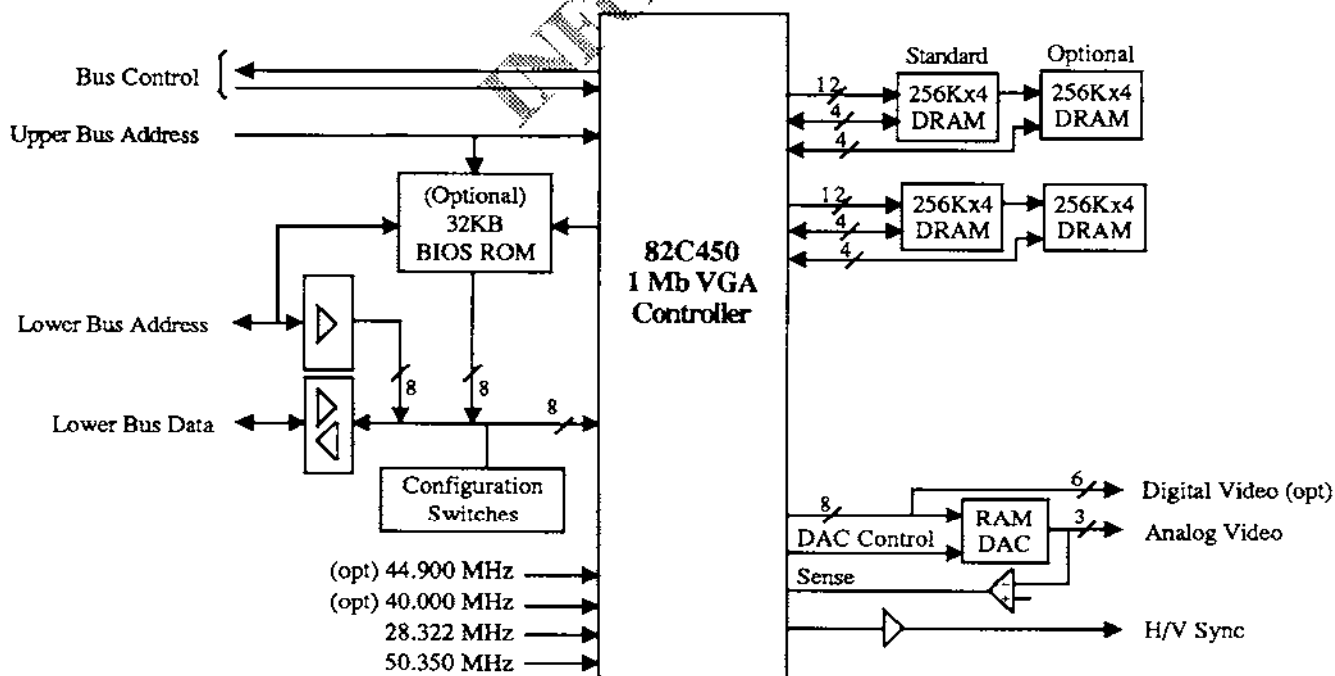 Bus Control
Upper Bus Address
(Optional)
32KB
BIOS ROM
Lower Bus Address
8
8
8
Lower Bus Data
Configuration
Switches
(opt) 44.900 MHz
(opt) 40.000 MHz
28.322 MHz
50.350 MHz
82C450
1 Mb VGA
Controller
Standard
Optional
12
256Kx4
DRAM
256Kx4
DRAM
4
4
12
256Kx4
DRAM
256Kx4
DRAM
4
4
8
6
Digital Video (opt)
RAM
DAC
3
Analog Video
DAC Control
Sense
H/V Sync